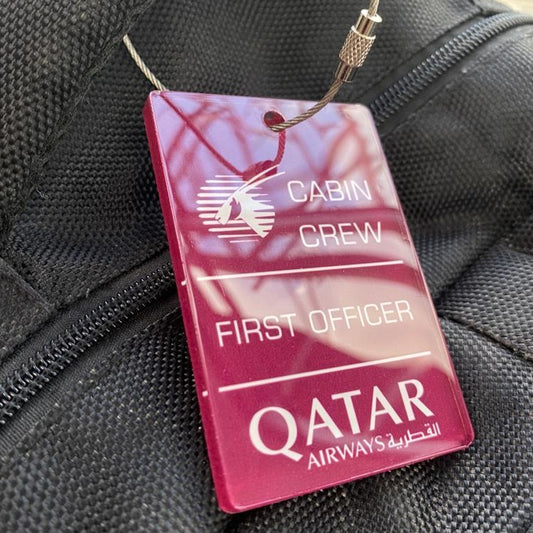 CABIN
CREW
FIRST OFFICER
QATAR
AIRWAYS القطرية